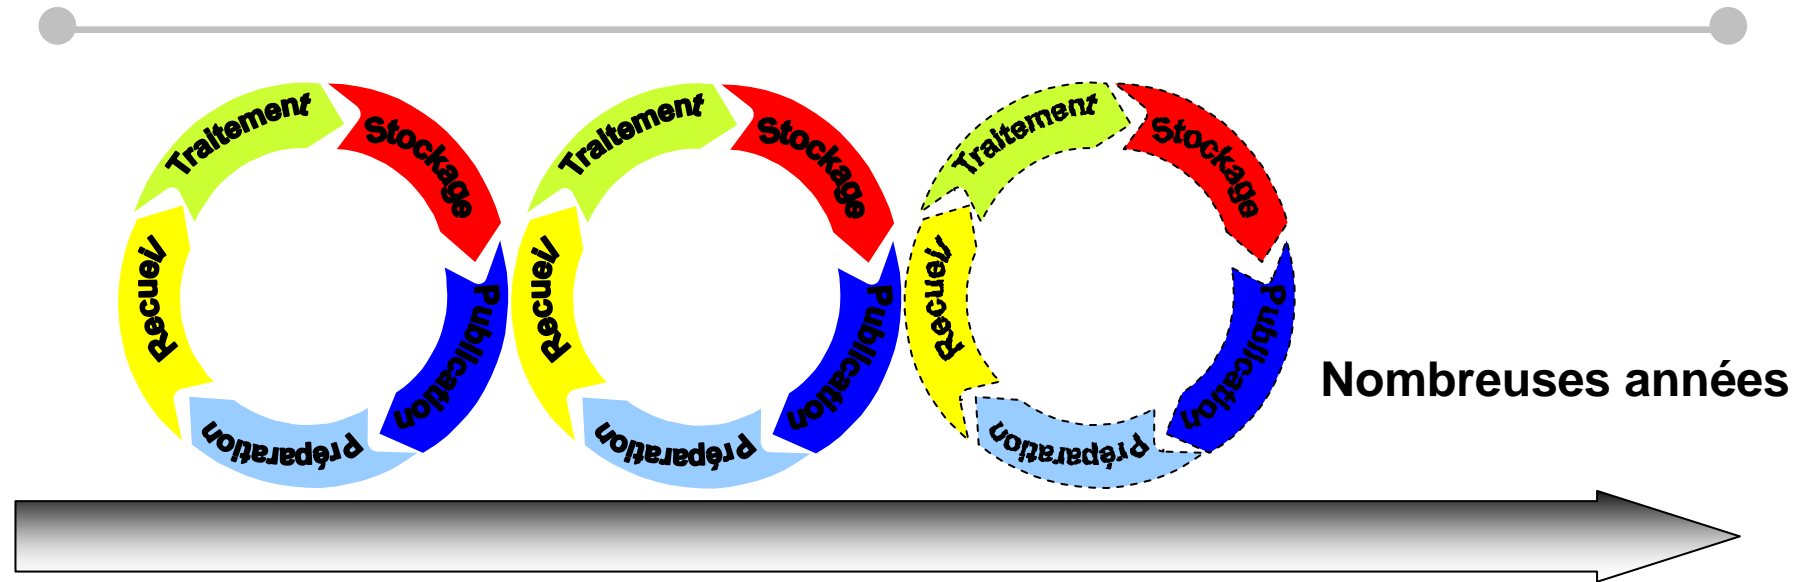 Traitement
Stockage
Recueil
Publication
Préparation
Traitement
Stockage
Recueil
Publication
Préparation
Traitement
Stockage
Recueil
Publication
Préparation
Nombreuses années